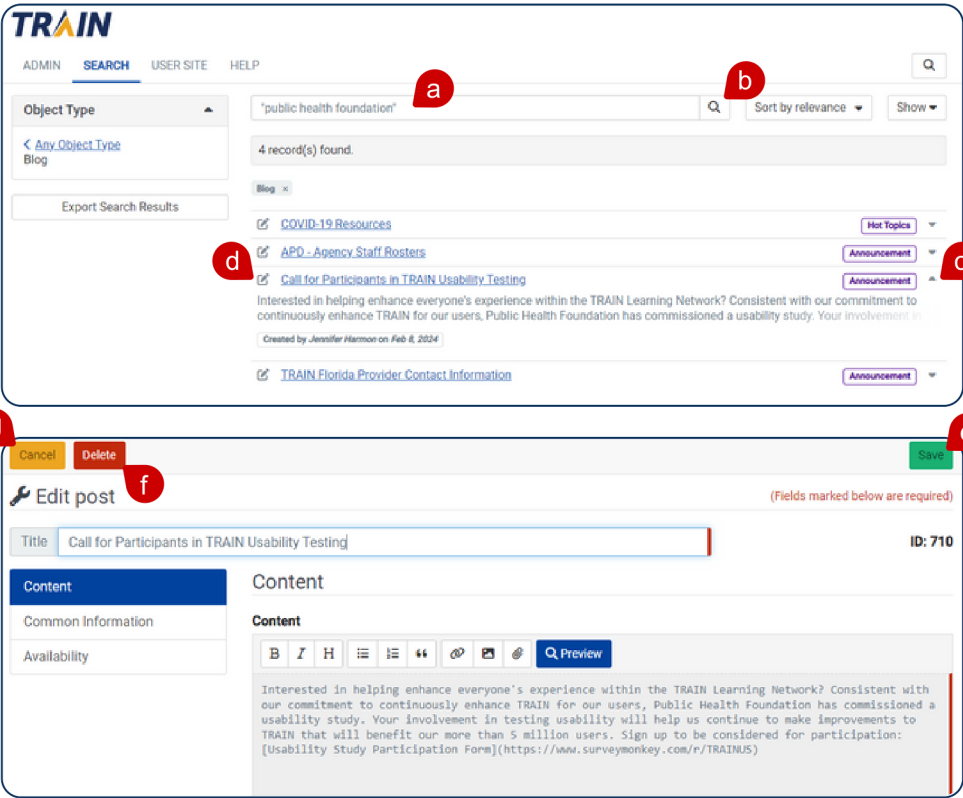 TRAIN
ADMIN SEARCH USER SITE HELP
a
b
Object Type
"public health foundation"
Sort by relevance
Show
< Any Object Type
Blog
4 record(s) found.
Blog ×
Export Search Results
COVID-19 Resources Hot Topics
d
APD - Agency Staff Rosters Announcement
Call for Participants in TRAIN Usability Testing Announcement
Interested in helping enhance everyone's experience within the TRAIN Learning Network? Consistent with our commitment to
continuously enhance TRAIN for our users, Public Health Foundation has commissioned a usability study. Your involvement in
Created by Jennifer Harmon on Feb 8, 2024
TRAIN Florida Provider Contact Information Announcement
Cancel Delete Save
f
Edit post (Fields marked below are required)
Title Call for Participants in TRAIN Usability Testing ID: 710
Content Content
Common Information Content
Availability B I H Preview
Interested in helping enhance everyone's experience within the TRAIN Learning Network? Consistent with
our commitment to continuously enhance TRAIN for our users, Public Health Foundation has commissioned a
usability study. Your involvement in testing usability will help us continue to make improvements to
TRAIN that will benefit our more than 5 million users. Sign up to be considered for participation:
[Usability Study Participation Form](https://www.surveymonkey.com/r/TRAINUS)